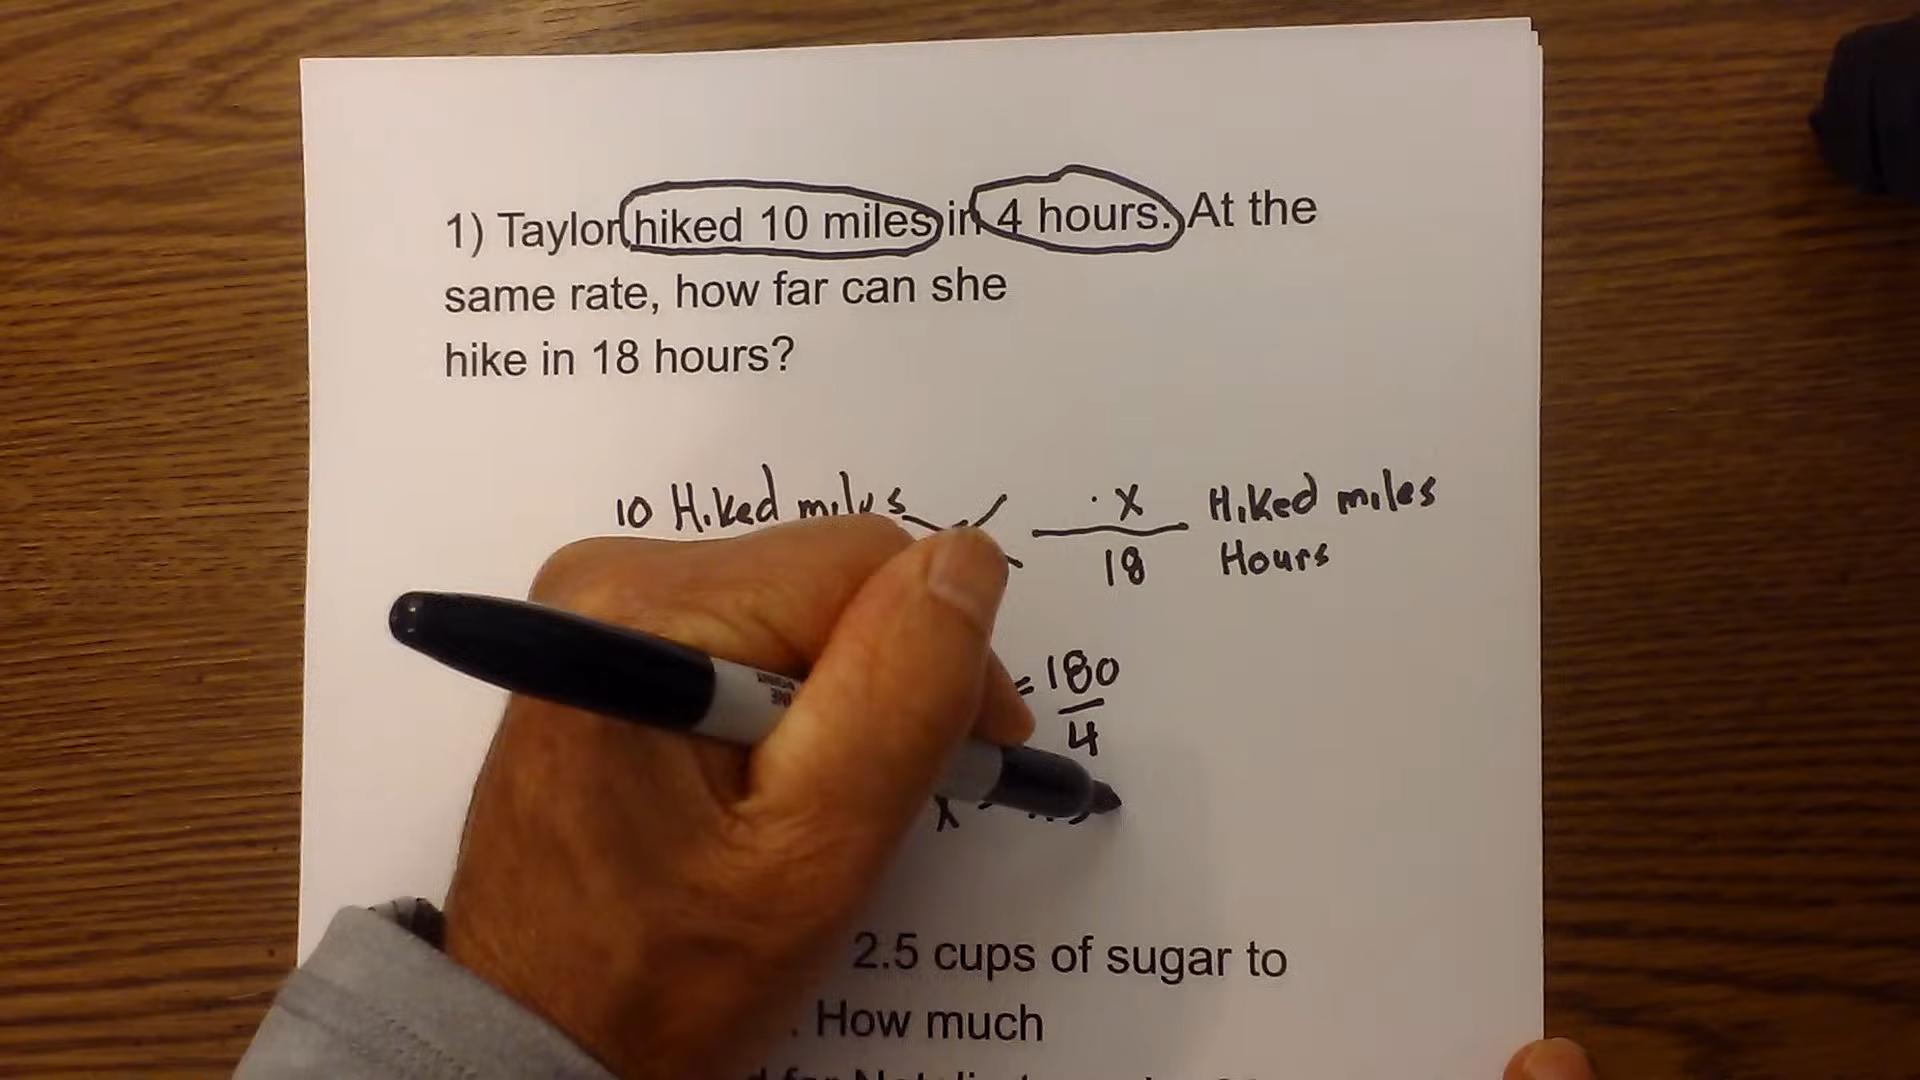 1) Taylor hiked 10 miles in 4 hours. At the
same rate, how far can she
hike in 18 hours?
10 Hiked miles x Hiked miles
18 Hours
= 180
4
x
2.5 cups of sugar to
. How much